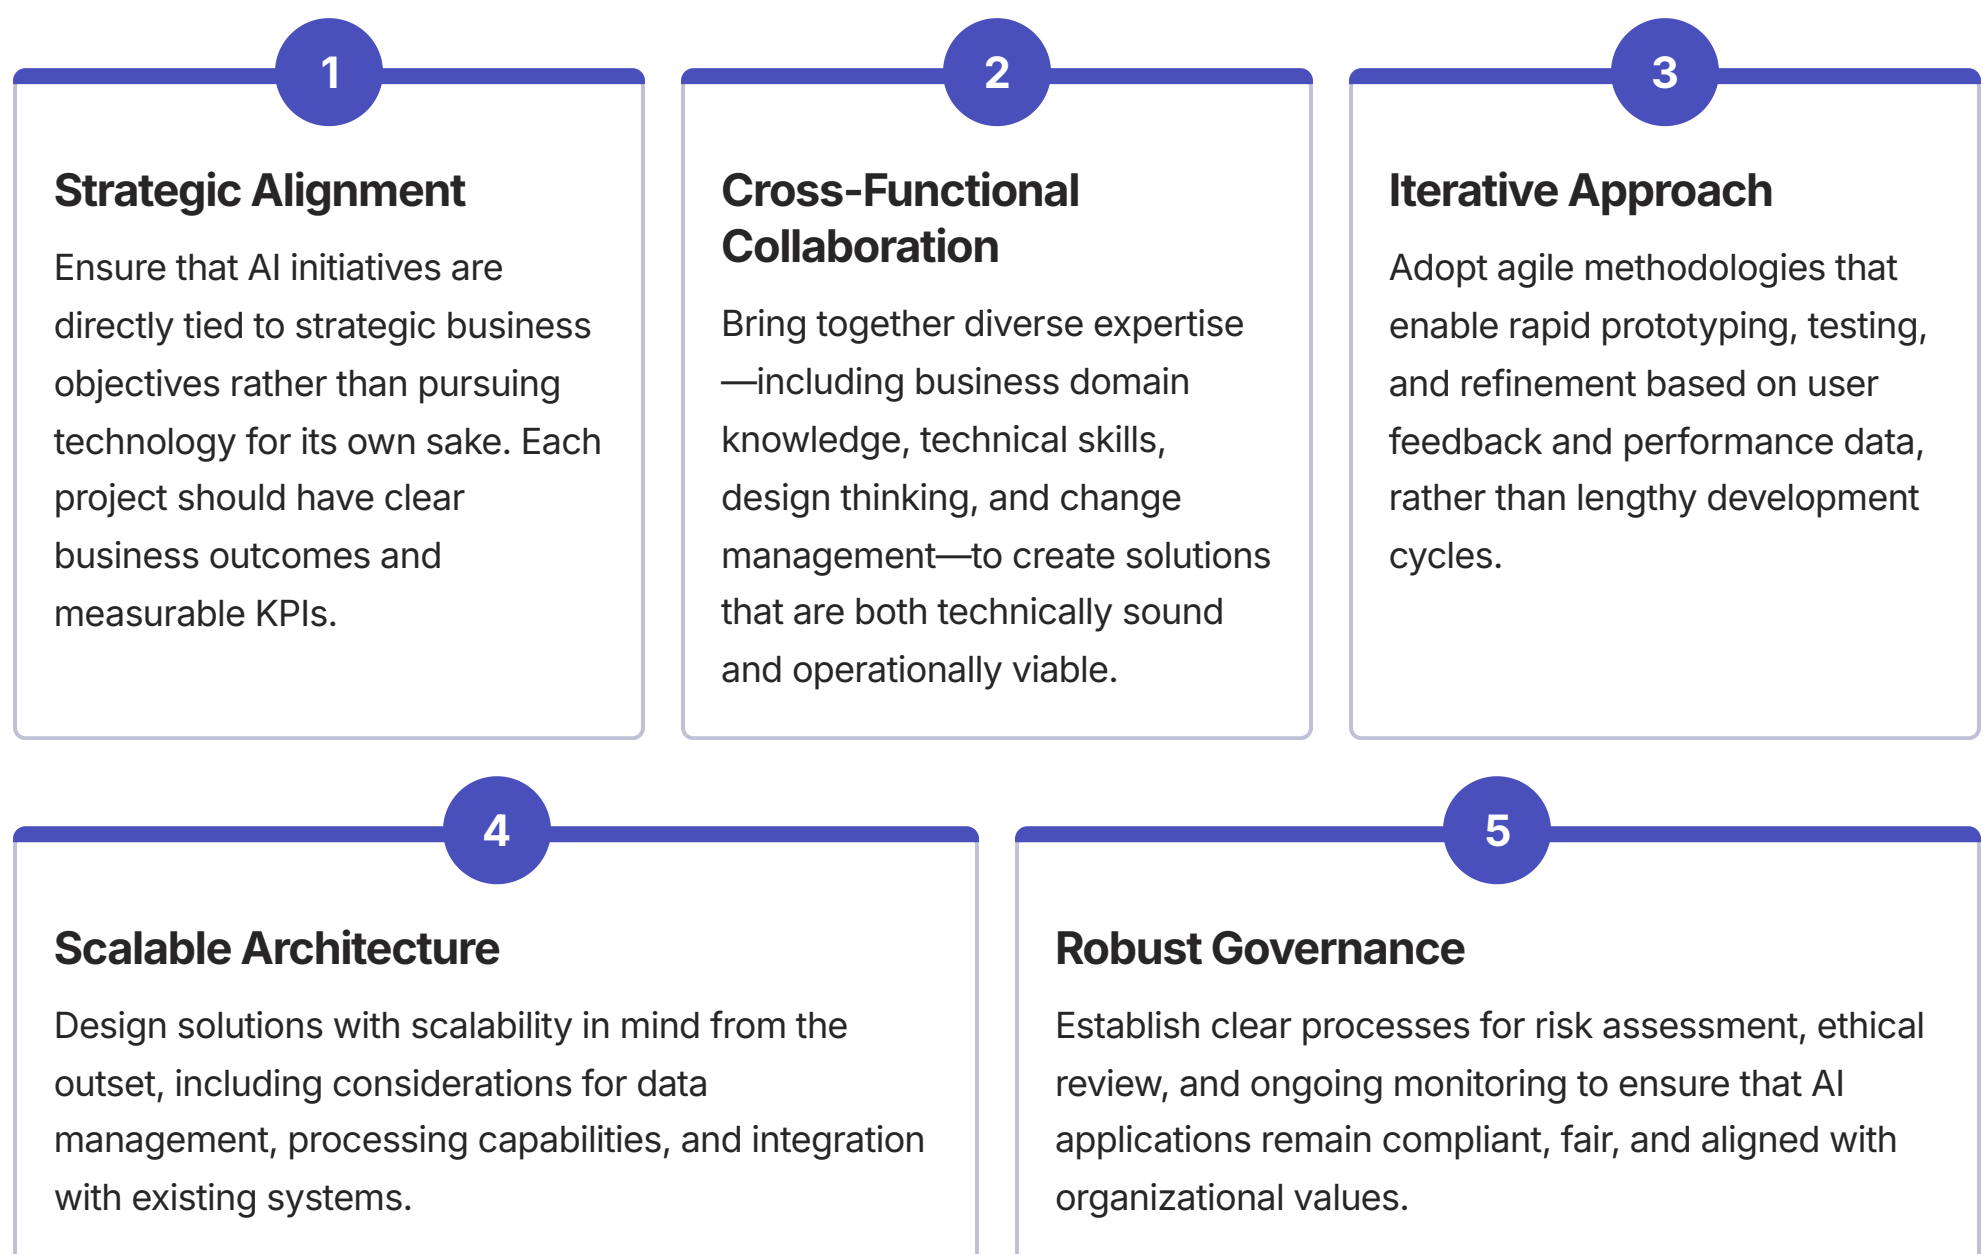 1
Strategic Alignment
Ensure that AI initiatives are
directly tied to strategic business
objectives rather than pursuing
technology for its own sake. Each
project should have clear
business outcomes and
measurable KPIs.
2
Cross-Functional
Collaboration
Bring together diverse expertise
—including business domain
knowledge, technical skills,
design thinking, and change
management—to create solutions
that are both technically sound
and operationally viable.
3
Iterative Approach
Adopt agile methodologies that
enable rapid prototyping, testing,
and refinement based on user
feedback and performance data,
rather than lengthy development
cycles.
4
Scalable Architecture
Design solutions with scalability in mind from the
outset, including considerations for data
management, processing capabilities, and integration
with existing systems.
5
Robust Governance
Establish clear processes for risk assessment, ethical
review, and ongoing monitoring to ensure that AI
applications remain compliant, fair, and aligned with
organizational values.